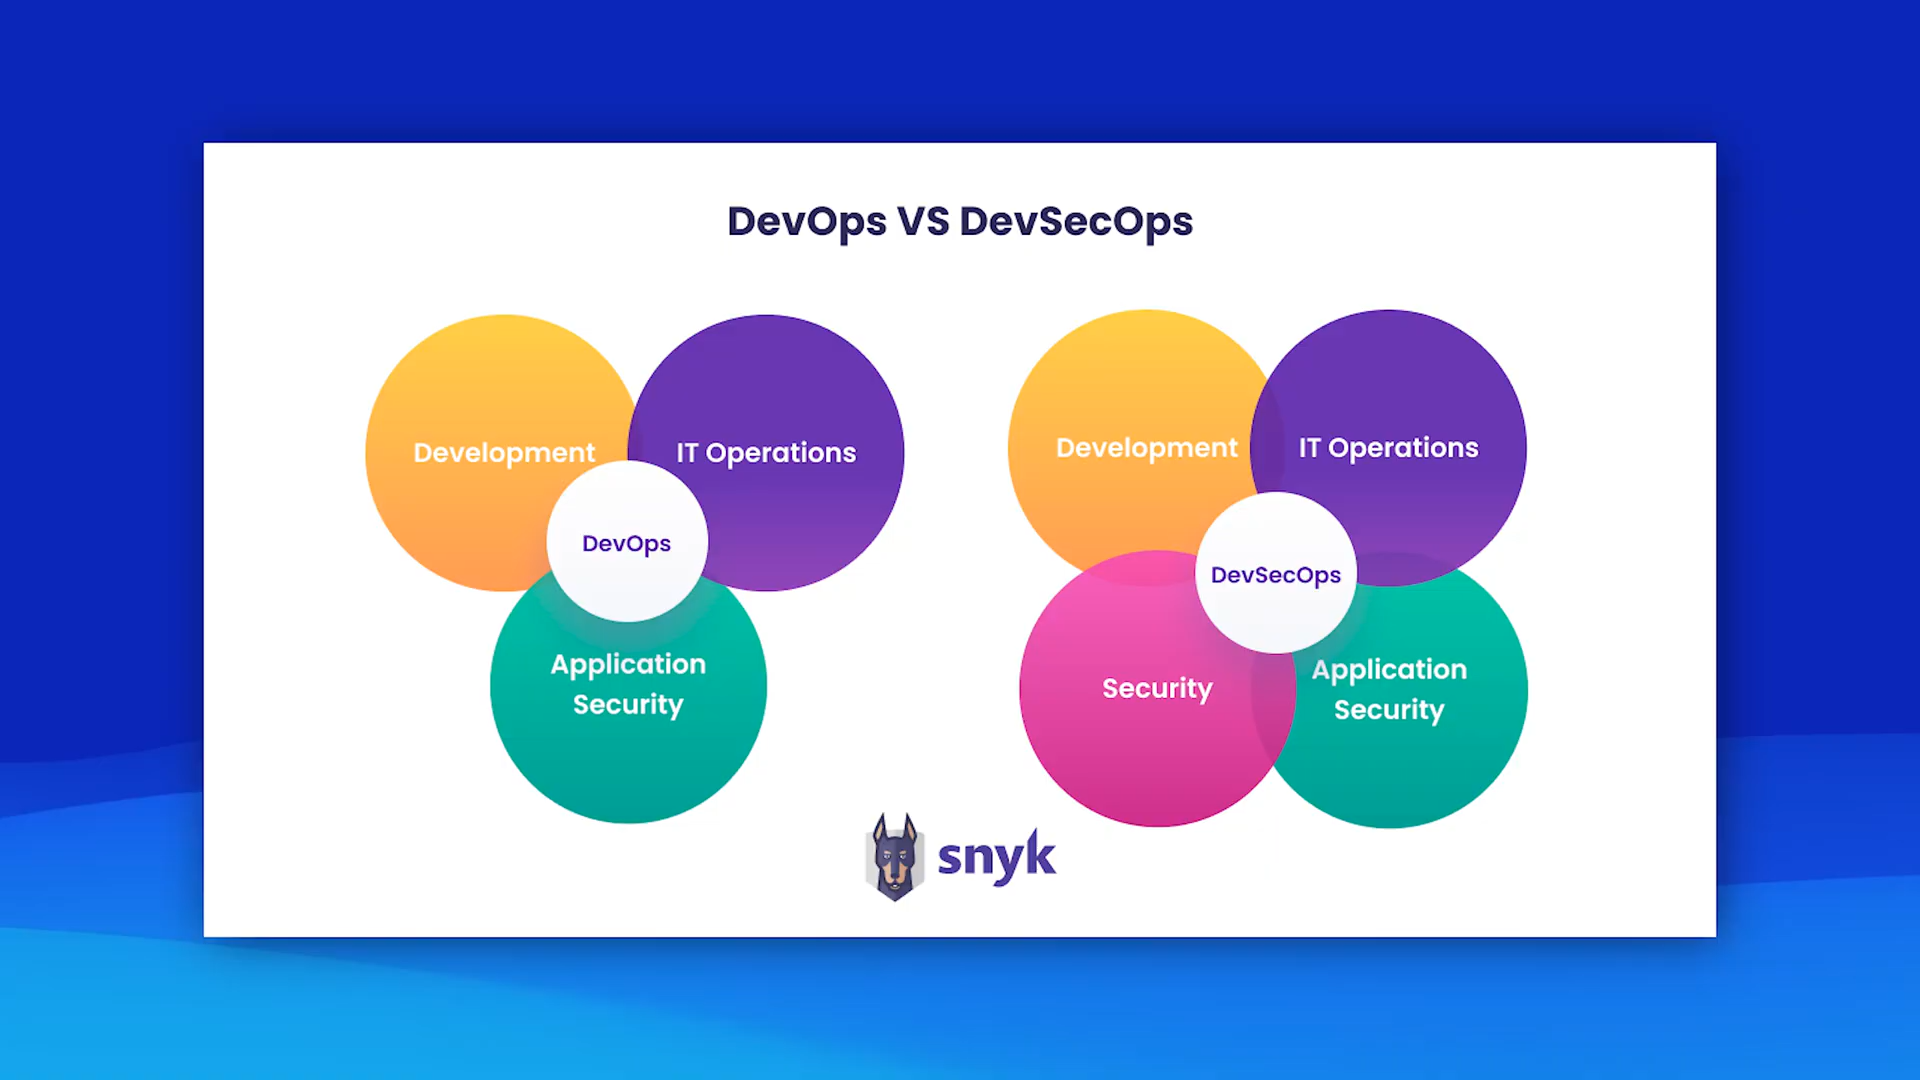 DevOps VS DevSecOps
Development
IT Operations
DevOps
Application
Security
Development
IT Operations
DevSecOps
Security
Application
Security
snyk